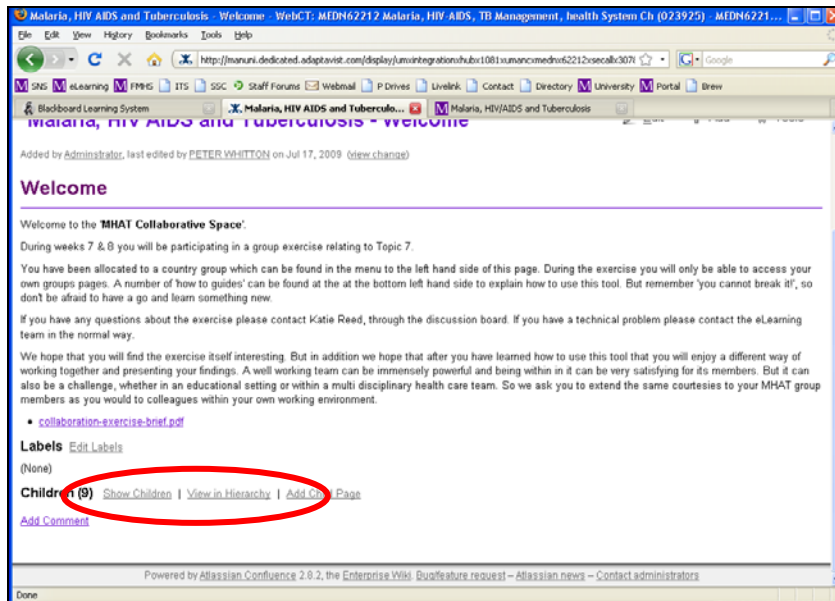 Malaria, HIV AIDS and Tuberculosis - Welcome - WebCT: MEDN62212 Malaria, HIV-AIDS, TB Management, health System Ch (023925) - MEDN6221...
File Edit View History Bookmarks Tools Help
http://manuni.dedicated.adaptavist.com/display/ Google
SNS eLearning FMHS ITS SSC Staff Forums Webmail P Drives Livelink Contact Directory University Portal Brew
Blackboard Learning System Malaria, HIV AIDS and Tuberculo... Malaria, HIV/AIDS and Tuberculosis
Malaria, HIV AIDS and Tuberculosis - Welcome Edit Add Tools
Added by Adminstrator, last edited by PETER WHITTON on Jul 17, 2009 (view change)
Welcome
Welcome to the 'MHAT Collaborative Space'.
During weeks 7 & 8 you will be participating in a group exercise relating to Topic 7.
You have been allocated to a country group which can be found in the menu to the left hand side of this page. During the exercise you will only be able to access your
own groups pages. A number of 'how to guides' can be found at the at the bottom left hand side to explain how to use this tool. But remember 'you cannot break it!', so
don't be afraid to have a go and learn something new.
If you have any questions about the exercise please contact Katie Reed, through the discussion board. If you have a technical problem please contact the eLearning
team in the normal way.
We hope that you will find the exercise itself interesting. But in addition we hope that after you have learned how to use this tool that you will enjoy a different way of
working together and presenting your findings. A well working team can be immensely powerful and being within in it can be very satisfying for its members. But it can
also be a challenge, whether in an educational setting or within a multi disciplinary health care team. So we ask you to extend the same courtesies to your MHAT group
members as you would to colleagues within your own working environment.
• collaboration-exercise-brief.pdf
Labels Edit Labels
(None)
Children (9) Show Children | View in Hierarchy | Add Child Page
Add Comment
Powered by Atlassian Confluence 2.8.2, the Enterprise Wiki. Bug/feature request – Atlassian news – Contact administrators
Done